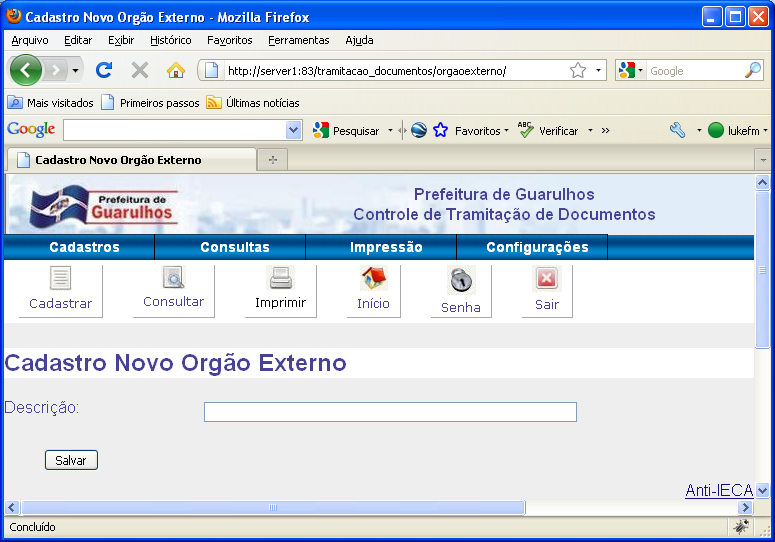 Cadastro Novo Orgão Externo - Mozilla Firefox
Arquivo Editar Exibir Histórico Favoritos Ferramentas Ajuda
http://server1:83/tramitacao_documentos/orgaoexterno/ Google
Mais visitados Primeiros passos Últimas notícias
Google Pesquisar ABC Favoritos Verificar » lukefm
Cadastro Novo Orgão Externo
Prefeitura de
Guarulhos
Prefeitura de Guarulhos
Controle de Tramitação de Documentos
Cadastros Consultas Impressão Configurações
Cadastrar Consultar Imprimir Início Senha Sair
Cadastro Novo Orgão Externo
Descrição:
Salvar
Anti-IECA
Concluído